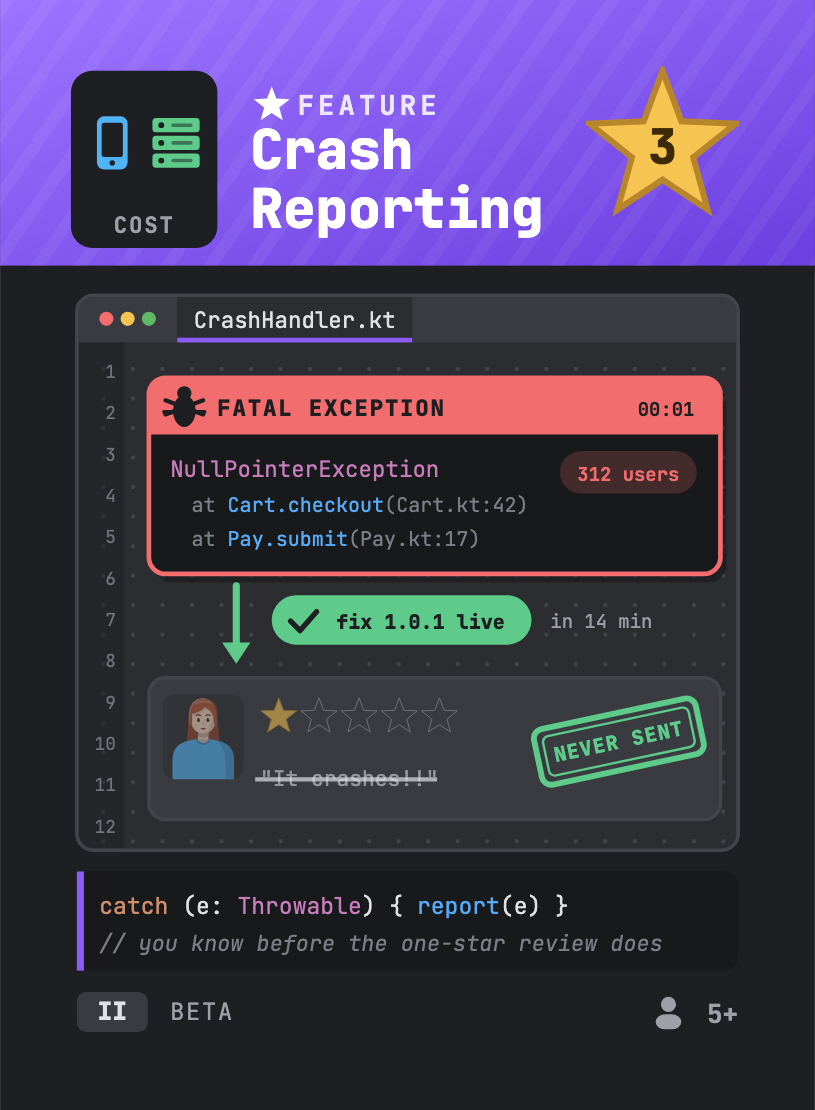 FEATURE
Crash
Reporting
3
COST
CrashHandler.kt
1
2
3
4
5
6
7
8
9
10
11
12
FATAL EXCEPTION 00:01
NullPointerException 312 users
at Cart.checkout(Cart.kt:42)
at Pay.submit(Pay.kt:17)
fix 1.0.1 live in 14 min
NEVER SENT
"It crashes!!"
catch (e: Throwable) { report(e) }
// you know before the one-star review does
II BETA 5+